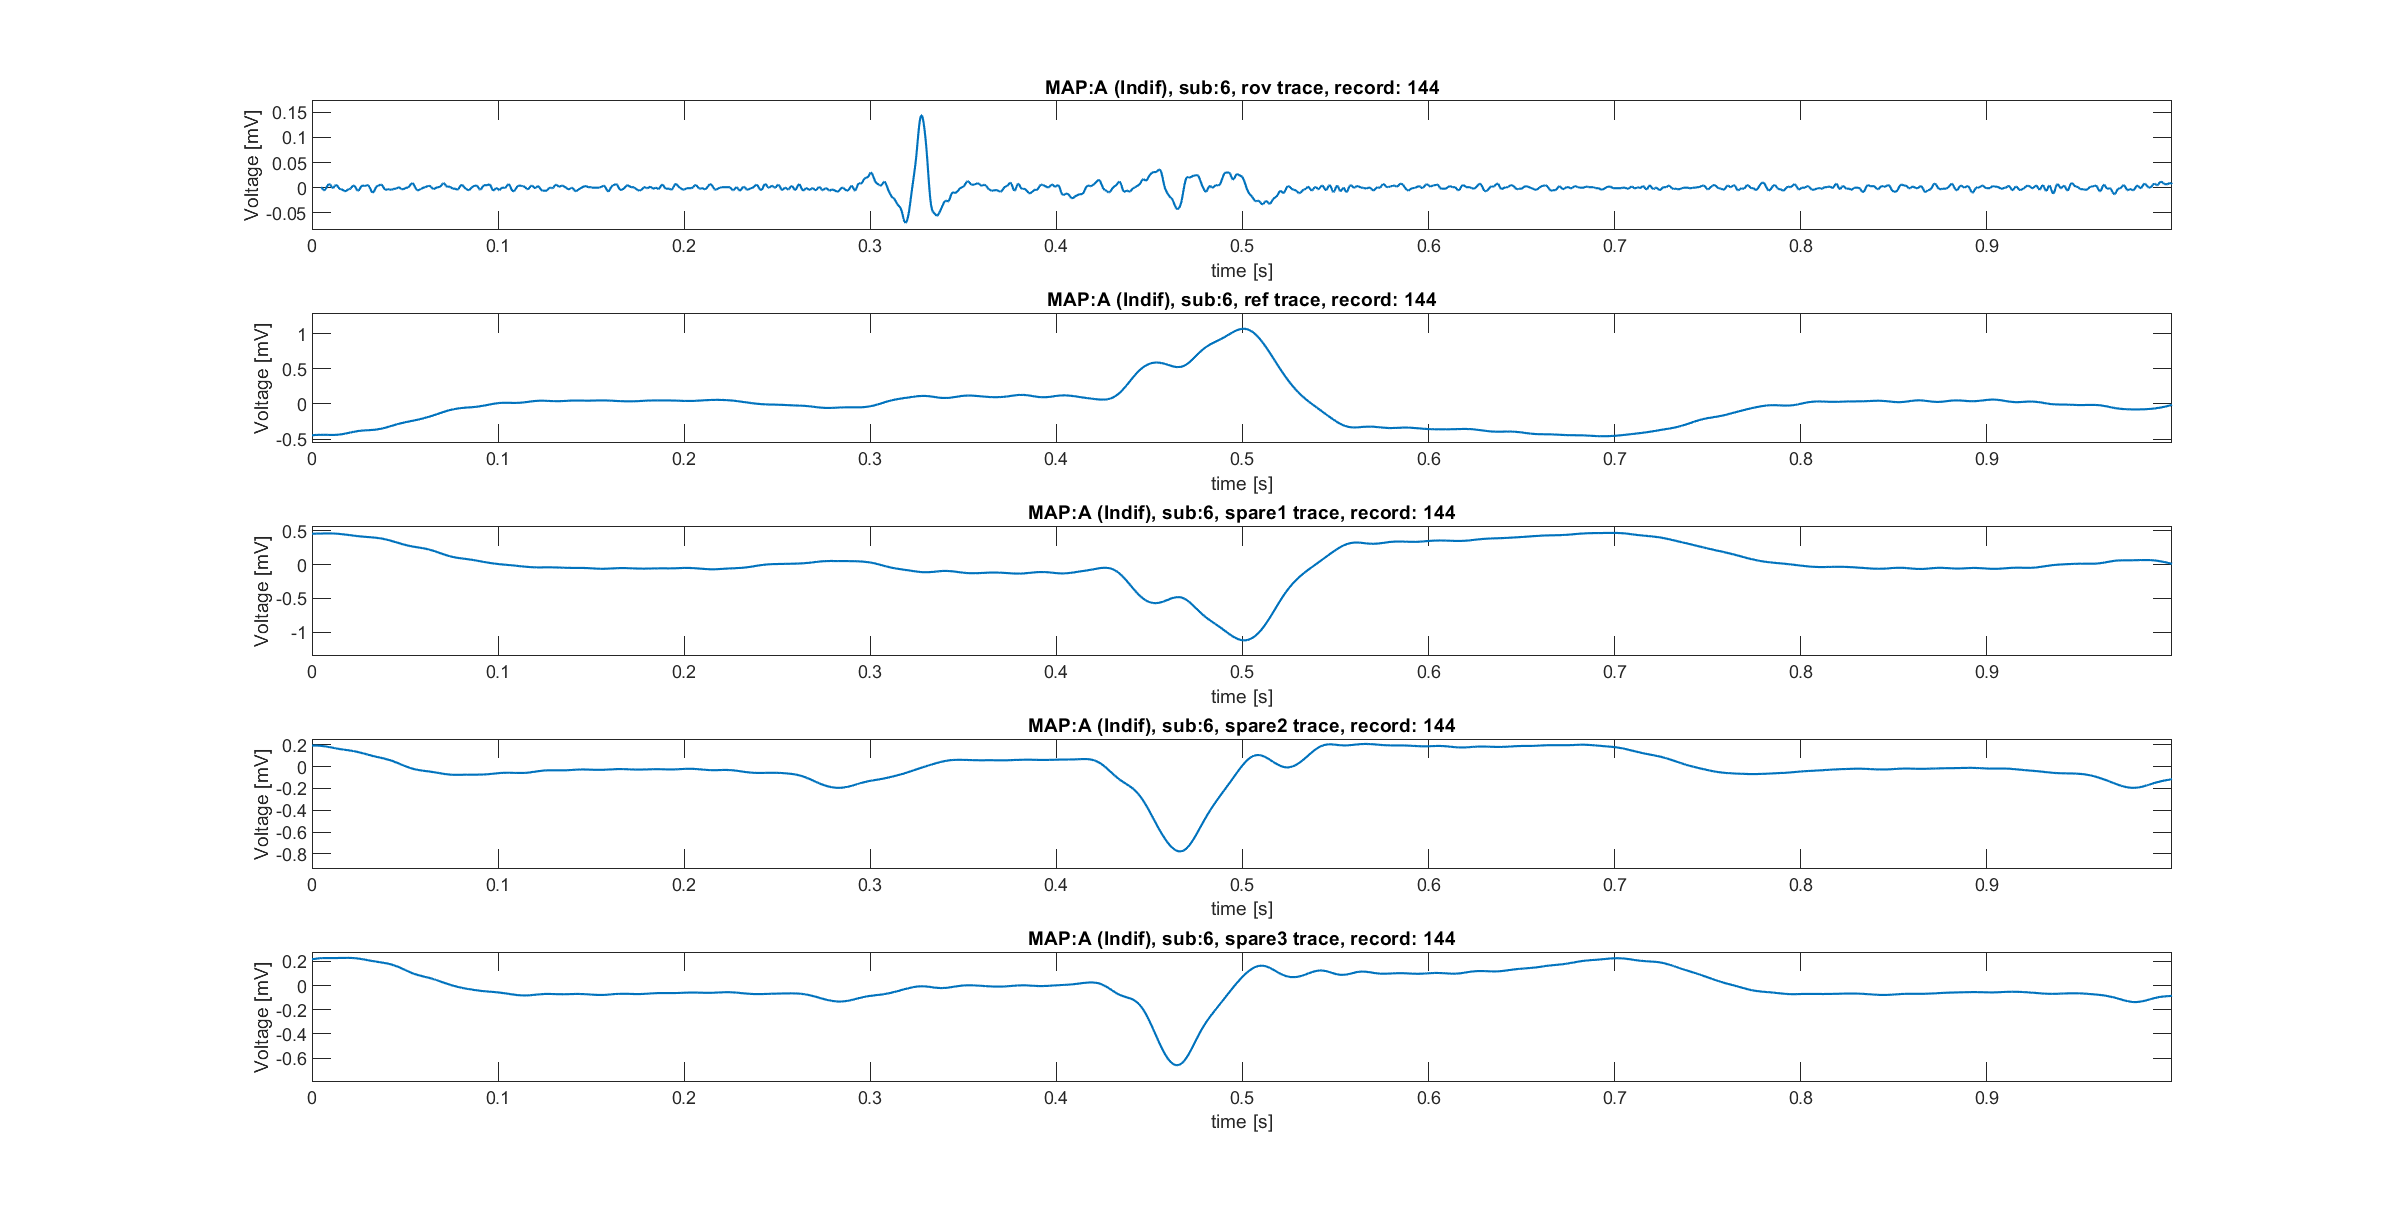 MAP:A (Indif), sub:6, rov trace, record: 144
Voltage [mV]
0.15
0.1
0.05
0
-0.05
0 0.1 0.2 0.3 0.4 0.5 0.6 0.7 0.8 0.9
time [s]
MAP:A (Indif), sub:6, ref trace, record: 144
Voltage [mV]
1
0.5
0
-0.5
0 0.1 0.2 0.3 0.4 0.5 0.6 0.7 0.8 0.9
time [s]
MAP:A (Indif), sub:6, spare1 trace, record: 144
Voltage [mV]
0.5
0
-0.5
-1
0 0.1 0.2 0.3 0.4 0.5 0.6 0.7 0.8 0.9
time [s]
MAP:A (Indif), sub:6, spare2 trace, record: 144
Voltage [mV]
0.2
0
-0.2
-0.4
-0.6
-0.8
0 0.1 0.2 0.3 0.4 0.5 0.6 0.7 0.8 0.9
time [s]
MAP:A (Indif), sub:6, spare3 trace, record: 144
Voltage [mV]
0.2
0
-0.2
-0.4
-0.6
0 0.1 0.2 0.3 0.4 0.5 0.6 0.7 0.8 0.9
time [s]